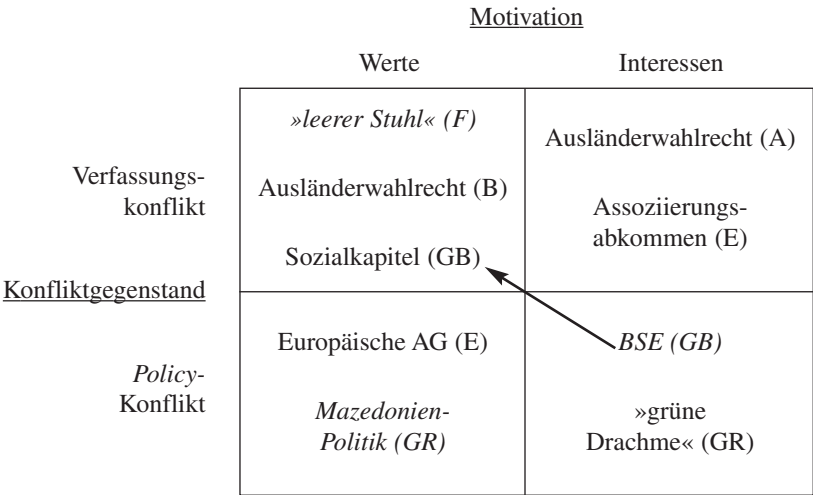 Motivation
Werte Interessen
»leerer Stuhl« (F)
Ausländerwahlrecht (A)
Verfassungs-
konflikt
Ausländerwahlrecht (B)
Assoziierungs-
abkommen (E)
Sozialkapitel (GB)
Konfliktgegenstand
Europäische AG (E)
BSE (GB)
Policy-
Konflikt
Mazedonien-
Politik (GR)
»grüne
Drachme« (GR)